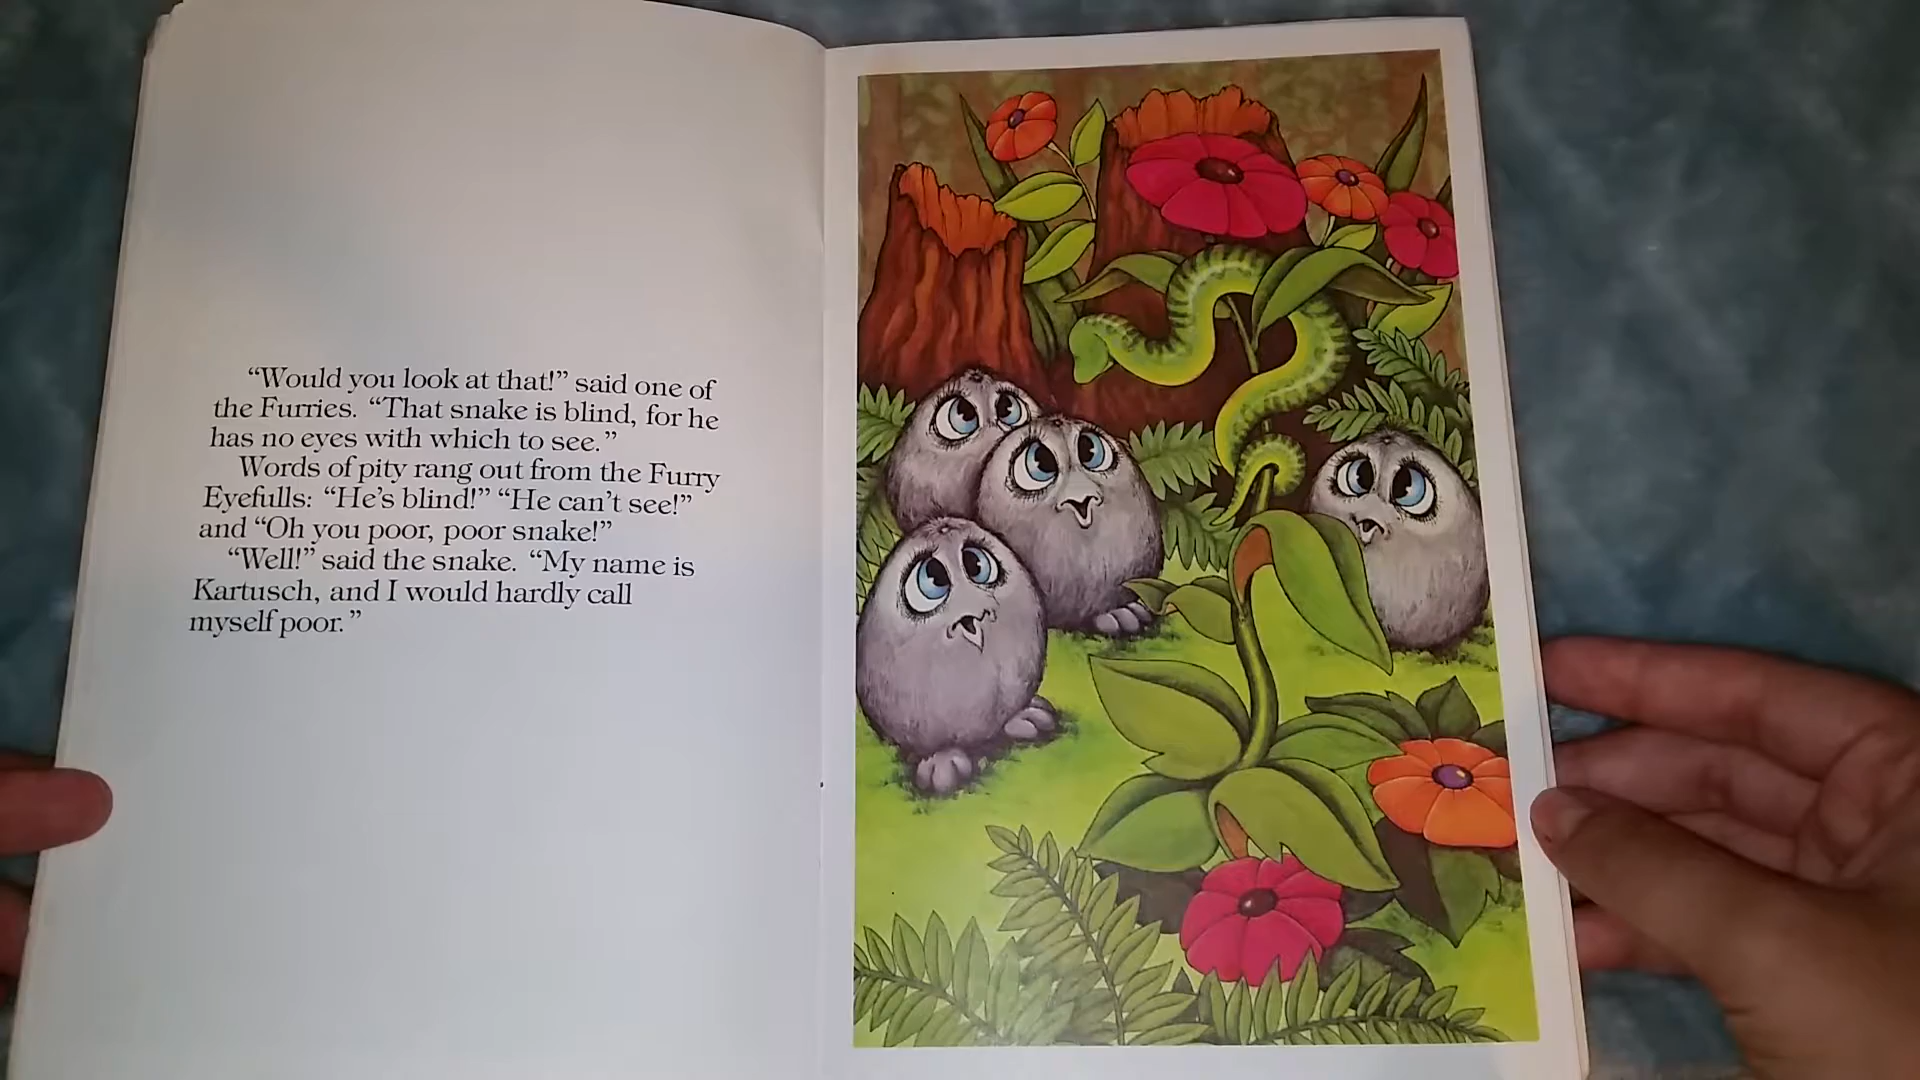 “Would you look at that!” said one of
the Furries. “That snake is blind, for he
has no eyes with which to see.”
Words of pity rang out from the Furry
Eyefulls: “He’s blind!” “He can’t see!”
and “Oh you poor, poor snake!”
“Well!” said the snake. “My name is
Kartusch, and I would hardly call
myself poor.”